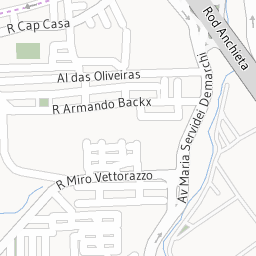 R Cap Casa
Rod Anchieta
Al das Oliveiras
R Armando Backx
Av Maria Servidei Demarchi
R Miro Vettorazzo